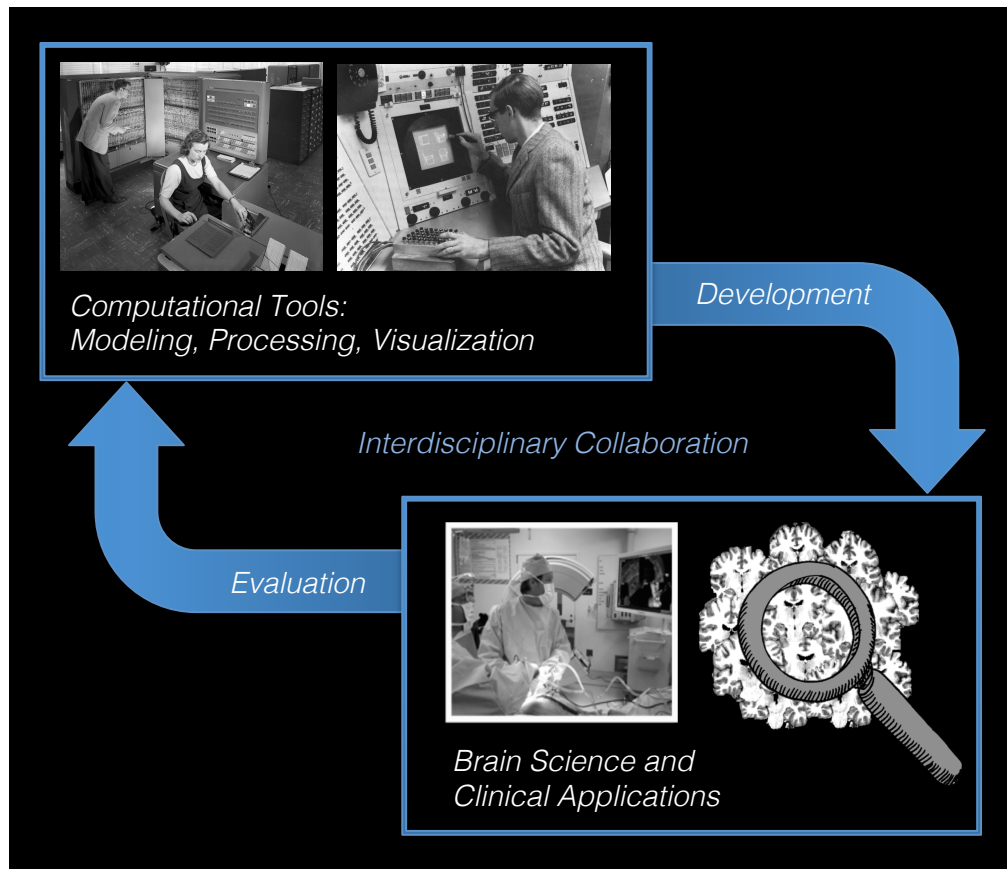 Computational Tools:
Modeling, Processing, Visualization
Development
Interdisciplinary Collaboration
Evaluation
Brain Science and
Clinical Applications